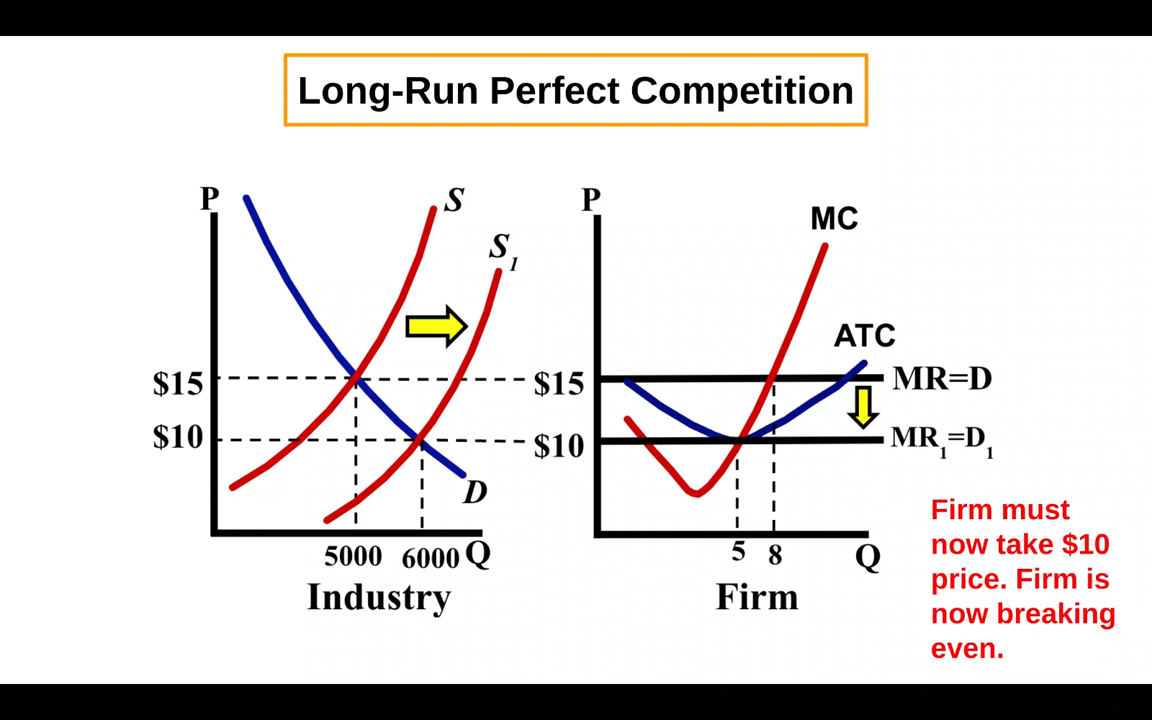 Long-Run Perfect Competition
P
S
S1
$15
$10
D
5000
6000
Q
Industry
P
MC
ATC
$15
MR=D
$10
MR1=D1
5
8
Q
Firm
Firm must
now take $10
price. Firm is
now breaking
even.